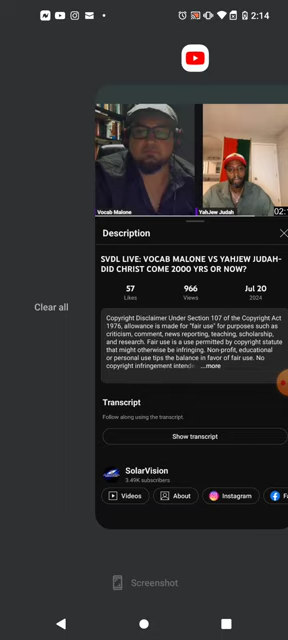 2:14
Vocab Malone
YahJew Judah
02:1
Description
SVDL LIVE: VOCAB MALONE VS YAHJEW JUDAH-
DID CHRIST COME 2000 YRS OR NOW?
57 966 Jul 20
Likes Views 2024
Copyright Disclaimer Under Section 107 of the Copyright Act
1976, allowance is made for "fair use" for purposes such as
criticism, comment, news reporting, teaching, scholarship,
and research. Fair use is a use permitted by copyright statute
that might otherwise be infringing. Non-profit, educational
or personal use tips the balance in favor of fair use. No
copyright infringement intende ...more
Clear all
Transcript
Follow along using the transcript.
Show transcript
SolarVision
3.49K subscribers
Videos About Instagram Fa
Screenshot